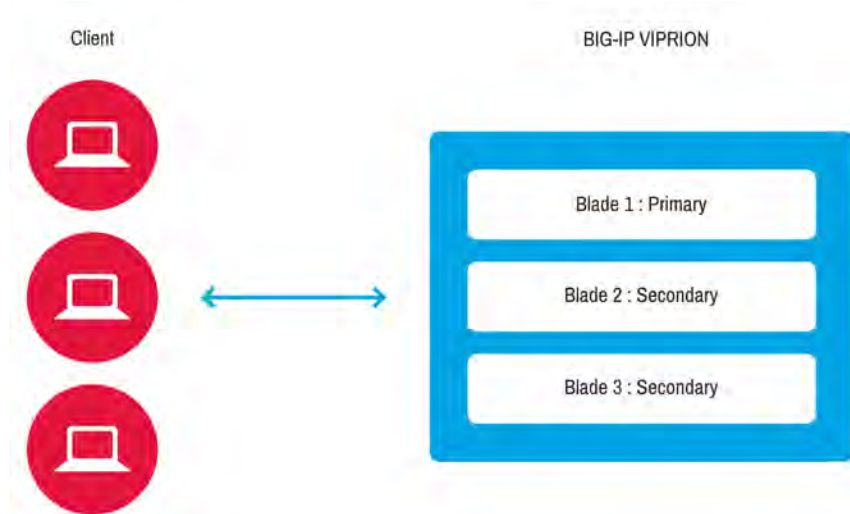 Client
BIG-IP VIPRION
Blade 1 : Primary
Blade 2 : Secondary
Blade 3 : Secondary